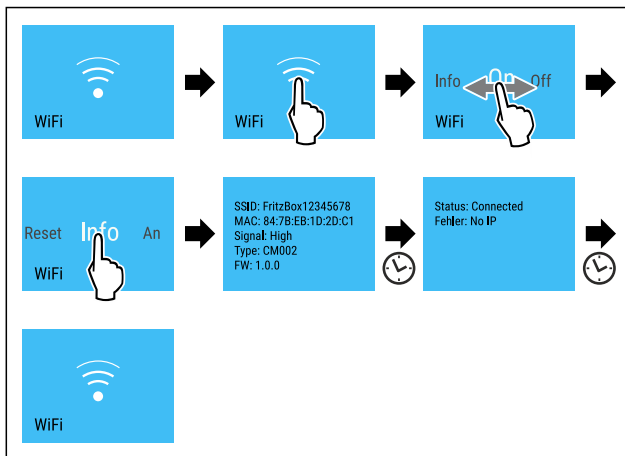 WiFi
WiFi
Info On Off
WiFi
Reset Info An
WiFi
SSID: FritzBox12345678
MAC: 84:7B:EB:1D:2D:C1
Signal: High
Type: CM002
FW: 1.0.0
Status: Connected
Fehler: No IP
WiFi